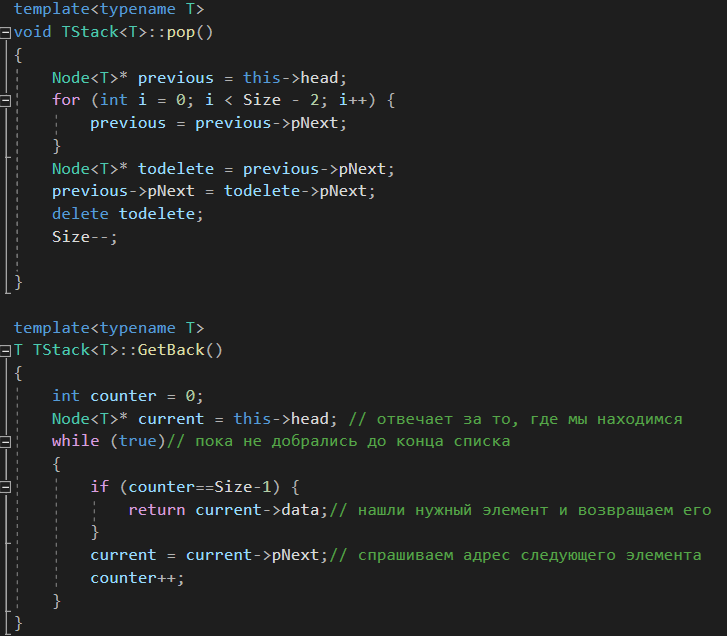 template<typename T>
void TStack<T>::pop()
{
    Node<T>* previous = this->head;
    for (int i = 0; i < Size - 2; i++) {
        previous = previous->pNext;
    }
    Node<T>* todelete = previous->pNext;
    previous->pNext = todelete->pNext;
    delete todelete;
    Size--;

}

template<typename T>
T TStack<T>::GetBack()
{
    int counter = 0;
    Node<T>* current = this->head; // отвечает за то, где мы находимся
    while (true)// пока не добрались до конца списка
    {
        if (counter==Size-1) {
            return current->data;// нашли нужный элемент и возвращаем его
        }
        current = current->pNext;// спрашиваем адрес следующего элемента
        counter++;
    }
}